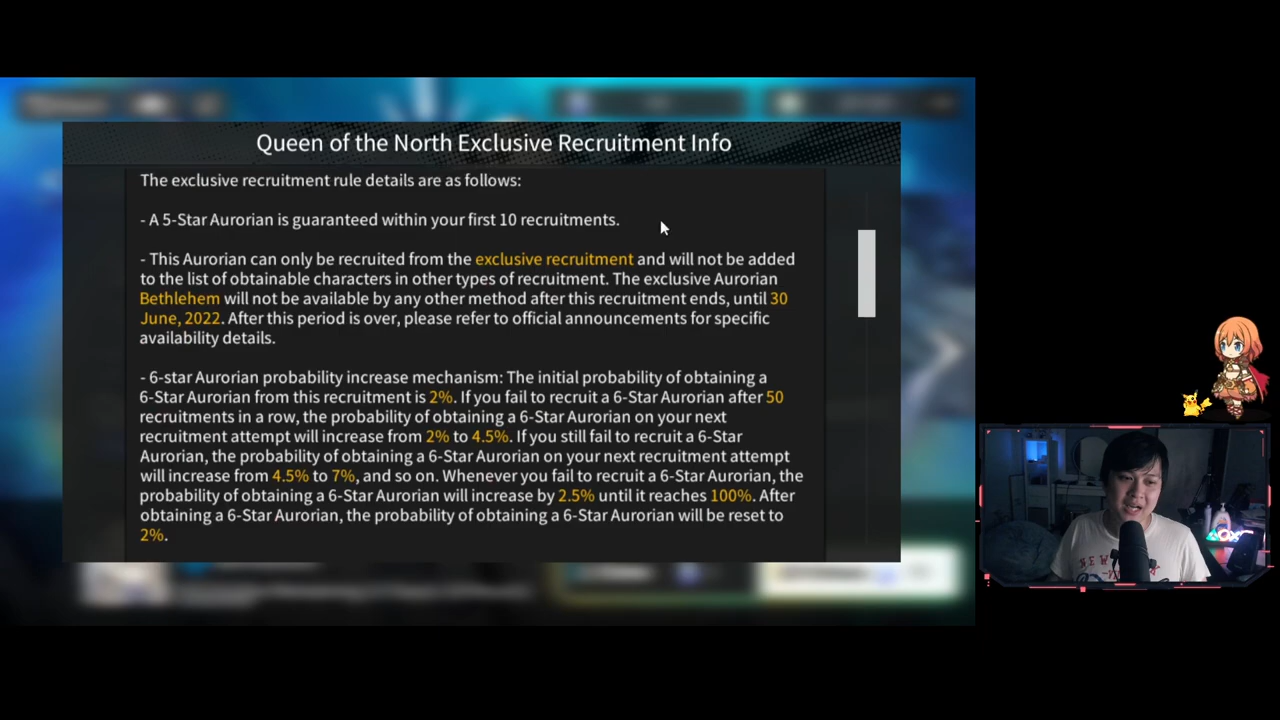 Queen of the North Exclusive Recruitment Info
The exclusive recruitment rule details are as follows:
- A 5-Star Aurorian is guaranteed within your first 10 recruitments.
- This Aurorian can only be recruited from the exclusive recruitment and will not be added
to the list of obtainable characters in other types of recruitment. The exclusive Aurorian
Bethlehem will not be available by any other method after this recruitment ends, until 30
June, 2022. After this period is over, please refer to official announcements for specific
availability details.
- 6-star Aurorian probability increase mechanism: The initial probability of obtaining a
6-Star Aurorian from this recruitment is 2%. If you fail to recruit a 6-Star Aurorian after 50
recruitments in a row, the probability of obtaining a 6-Star Aurorian on your next
recruitment attempt will increase from 2% to 4.5%. If you still fail to recruit a 6-Star
Aurorian, the probability of obtaining a 6-Star Aurorian on your next recruitment attempt
will increase from 4.5% to 7%, and so on. Whenever you fail to recruit a 6-Star Aurorian, the
probability of obtaining a 6-Star Aurorian will increase by 2.5% until it reaches 100%. After
obtaining a 6-Star Aurorian, the probability of obtaining a 6-Star Aurorian will be reset to
2%.